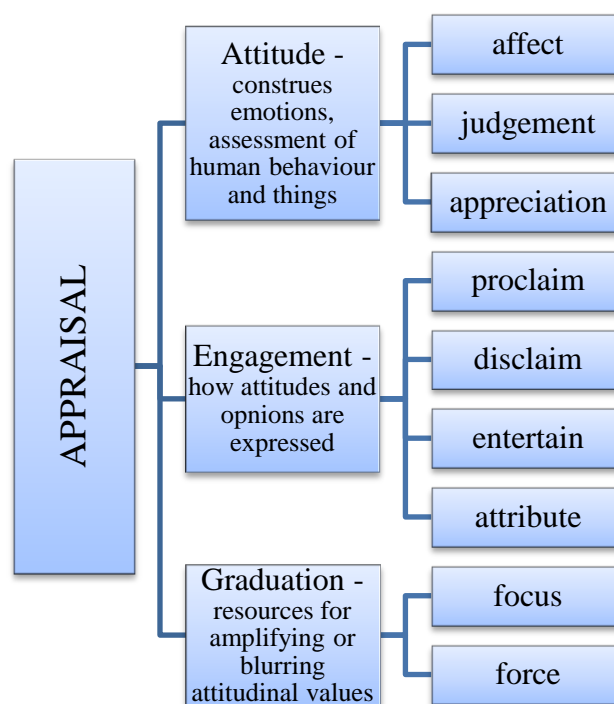 APPRAISAL
Attitude -
construes
emotions,
assessment of
human behaviour
and things
affect
judgement
appreciation
Engagement -
how attitudes and
opnions are
expressed
proclaim
disclaim
entertain
attribute
Graduation -
resources for
amplifying or
blurring
attitudinal values
focus
force